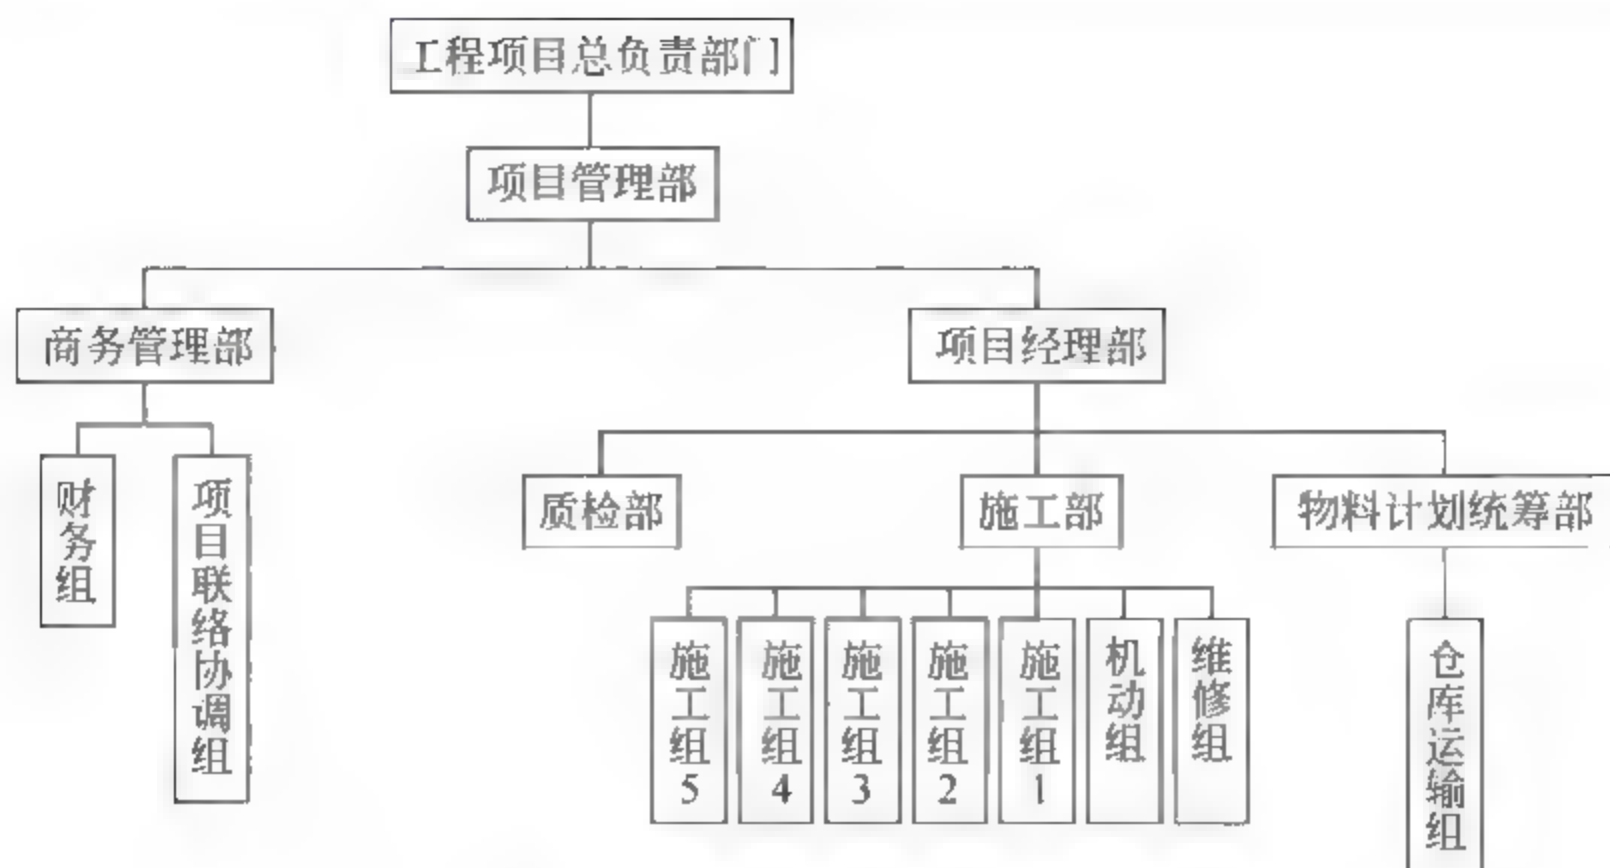 工程项目总负责部门
项目管理部
商务管理部
项目经理部
财务组
项目联络协调组
质检部
施工部
物料计划统筹部
施工组5
施工组4
施工组3
施工组2
施工组1
机动组
维修组
仓库运输组